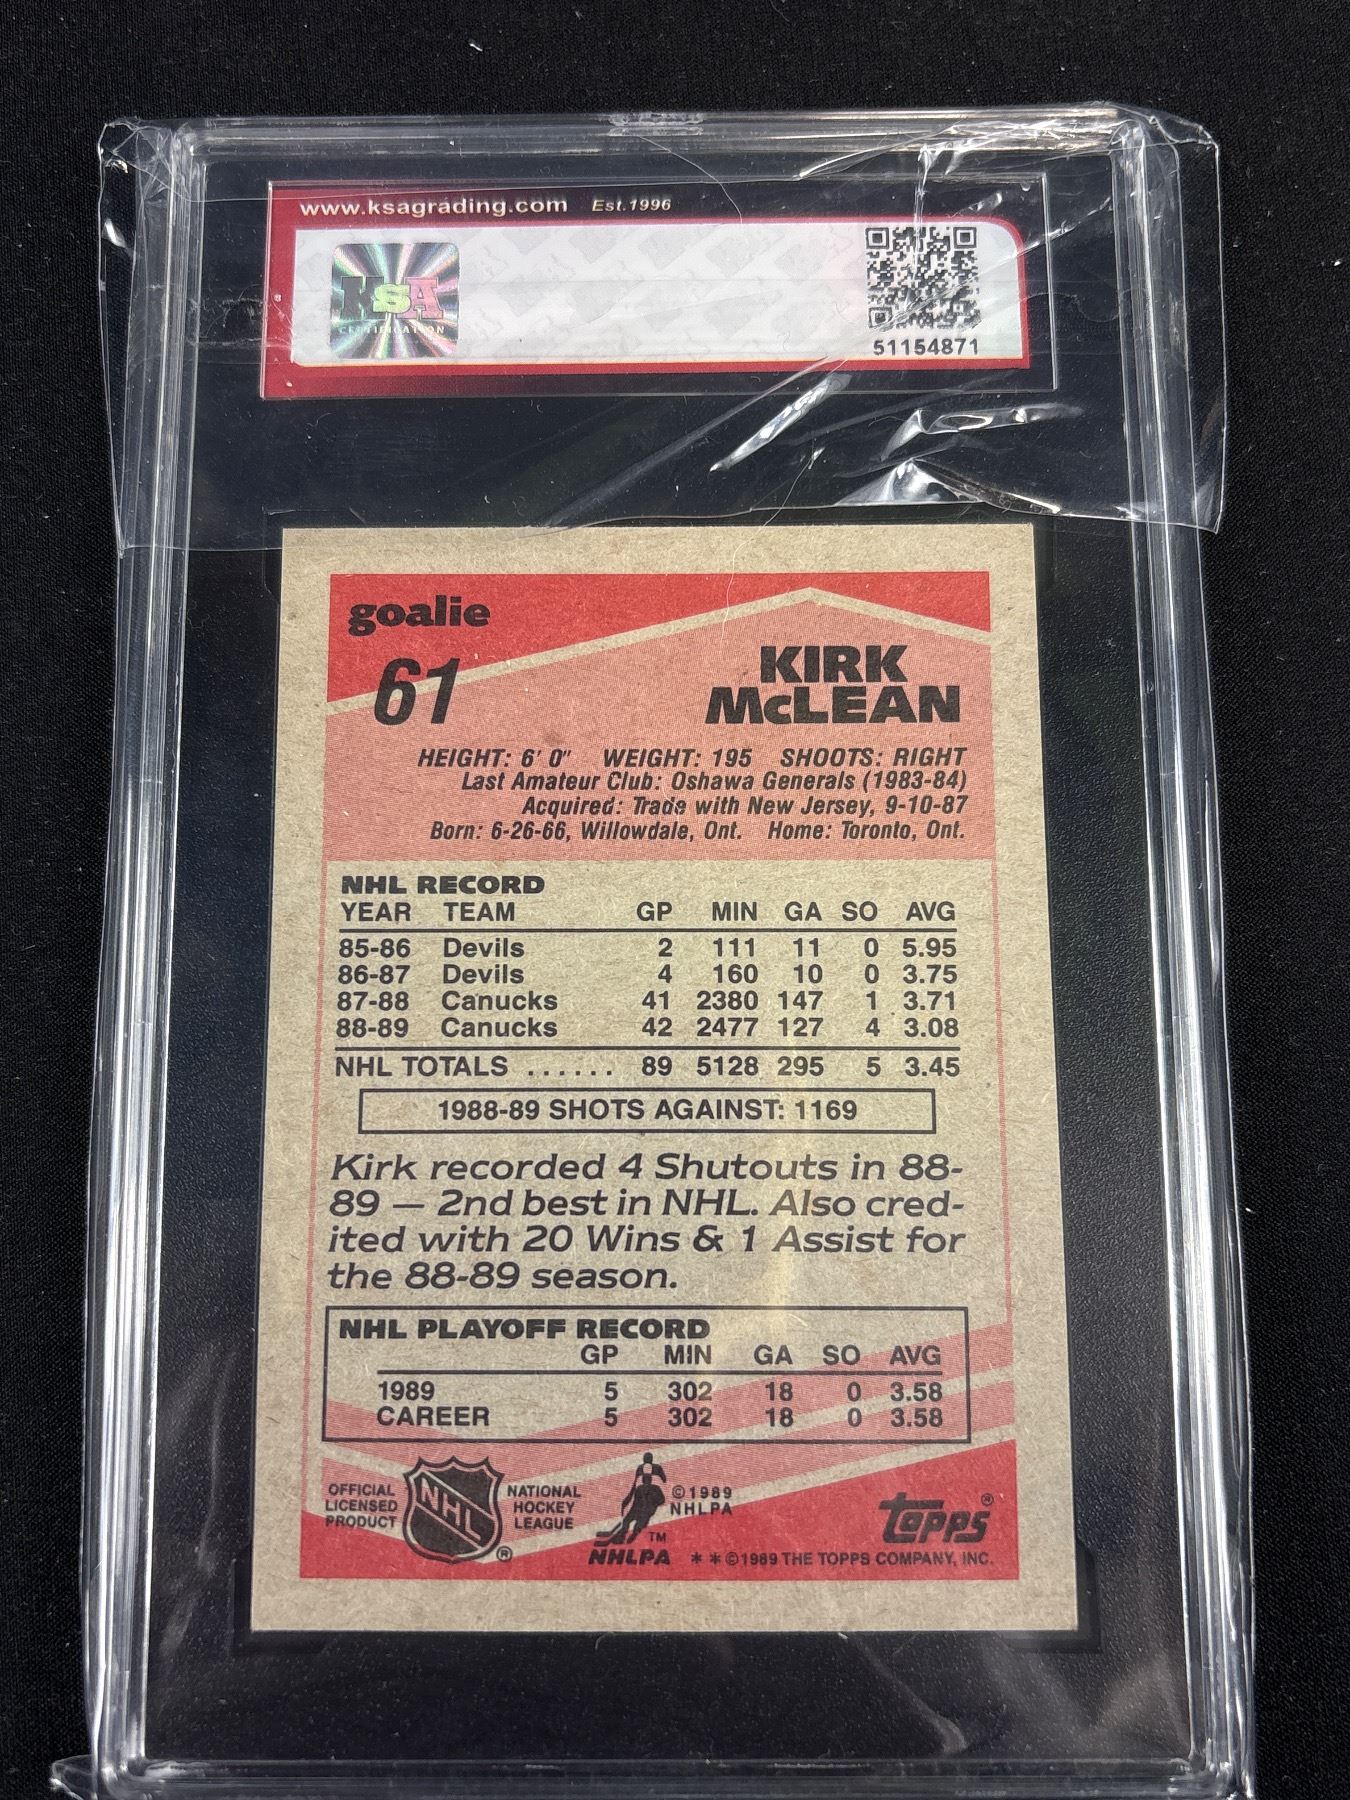 www.ksagrading.com Est.1996
KSA
CERTIFICATION
51154871
goalie
61
KIRK
McLEAN
HEIGHT: 6' 0" WEIGHT: 195 SHOOTS: RIGHT
Last Amateur Club: Oshawa Generals (1983-84)
Acquired: Trade with New Jersey, 9-10-87
Born: 6-26-66, Willowdale, Ont. Home: Toronto, Ont.
NHL RECORD
YEAR TEAM GP MIN GA SO AVG
85-86 Devils 2 111 11 0 5.95
86-87 Devils 4 160 10 0 3.75
87-88 Canucks 41 2380 147 1 3.71
88-89 Canucks 42 2477 127 4 3.08
NHL TOTALS ...... 89 5128 295 5 3.45
1988-89 SHOTS AGAINST: 1169
Kirk recorded 4 Shutouts in 88-
89 — 2nd best in NHL. Also cred-
ited with 20 Wins & 1 Assist for
the 88-89 season.
NHL PLAYOFF RECORD
GP MIN GA SO AVG
1989 5 302 18 0 3.58
CAREER 5 302 18 0 3.58
OFFICIAL
LICENSED
PRODUCT
NHL
®
NATIONAL
HOCKEY
LEAGUE
©1989
NHLPA
TM
NHLPA
topps®
**©1989 THE TOPPS COMPANY, INC.